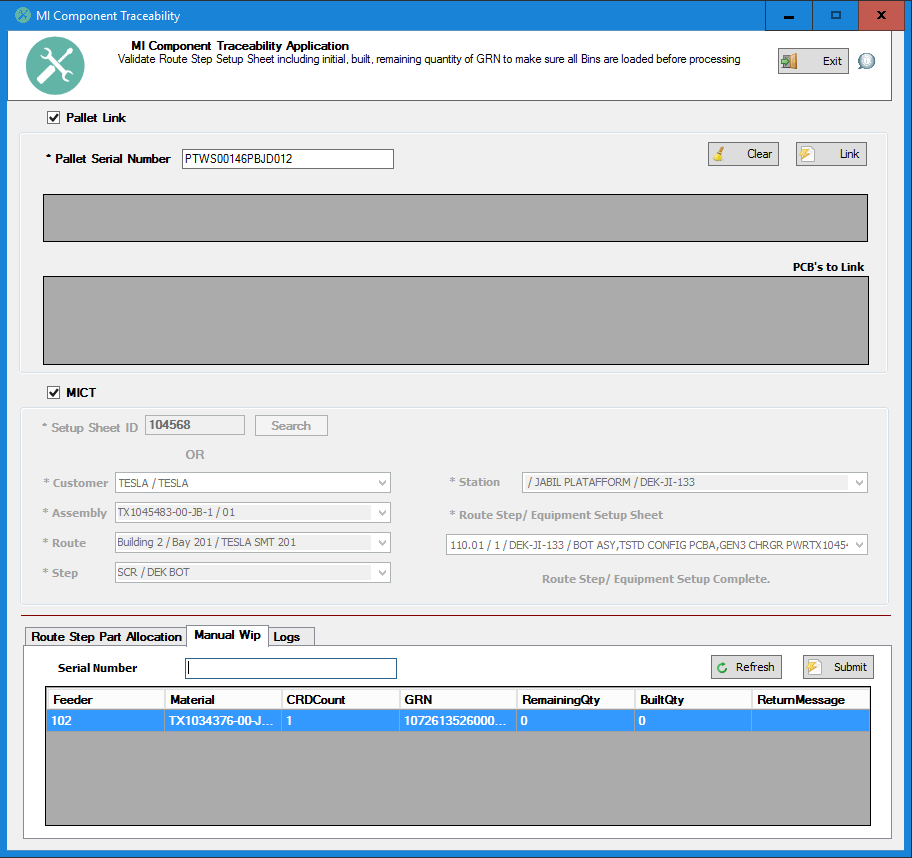 MI Component Traceability
MI Component Traceability Application
Validate Route Step Setup Sheet including initial, built, remaining quantity of GRN to make sure all Bins are loaded before processing
Exit
Pallet Link
* Pallet Serial Number PTWS00146PBJD012 Clear Link
PCB's to Link
MICT
* Setup Sheet ID 104568 Search
OR
* Customer TESLA / TESLA * Station / JABIL PLATAFFORM / DEK-JI-133
* Assembly TX1045483-00-JB-1 / 01 * Route Step/ Equipment Setup Sheet
* Route Building 2 / Bay 201 / TESLA SMT 201 110.01 / 1 / DEK-JI-133 / BOT ASY,TSTD CONFIG PCBA,GEN3 CHRGR PWRTX1045
* Step SCR / DEK BOT Route Step/ Equipment Setup Complete.
Route Step Part Allocation Manual Wip Logs
Serial Number Refresh Submit
Feeder Material CRDCount GRN RemainingQty BuiltQty ReturnMessage
102 TX1034376-00-J... 1 1072613526000... 0 0